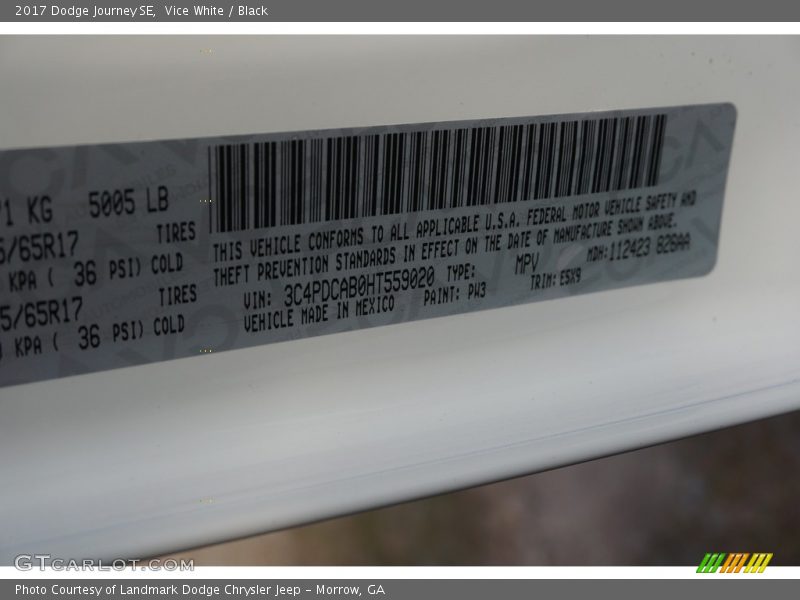 2017 Dodge Journey SE, Vice White / Black
KG 5005 LB
TIRES
/65R17
KPA ( 36 PSI) COLD
TIRES
5/65R17
KPA ( 36 PSI) COLD
THIS VEHICLE CONFORMS TO ALL APPLICABLE U.S.A. FEDERAL MOTOR VEHICLE SAFETY AND
THEFT PREVENTION STANDARDS IN EFFECT ON THE DATE OF MANUFACTURE SHOWN ABOVE.
VIN: 3C4PDCAB0HT559020 TYPE: MPV MDH:112423 626AA
VEHICLE MADE IN MEXICO PAINT: PW3 TRIM:E5X9
GTCARLOT.COM
Photo Courtesy of Landmark Dodge Chrysler Jeep – Morrow, GA